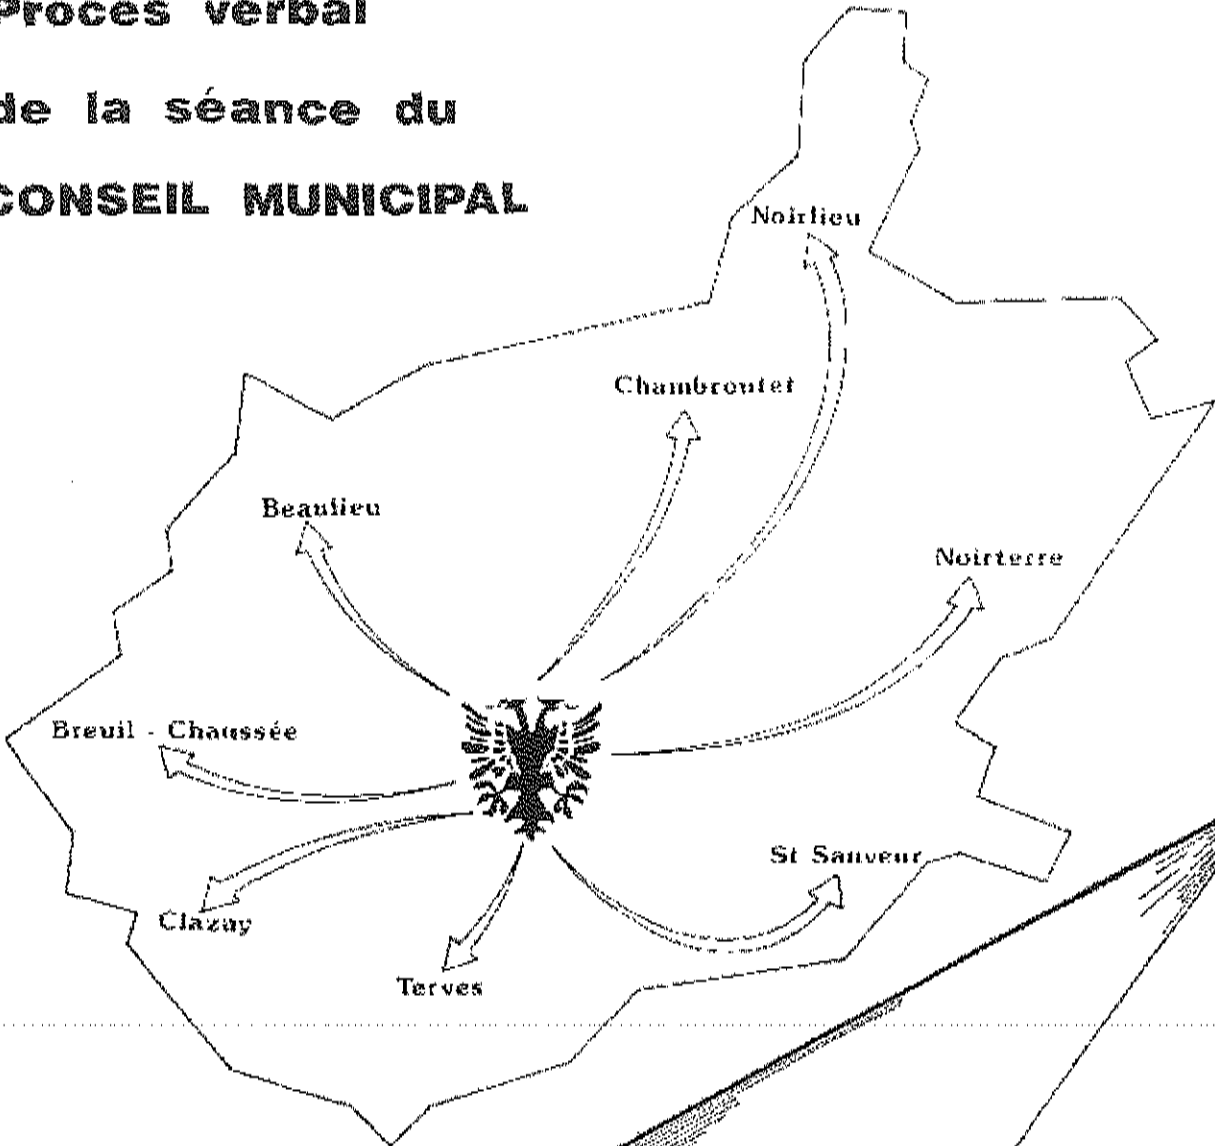 Procès verbal
de la séance du
CONSEIL MUNICIPAL
Noirlieu
Chambroutet
Beaulieu
Noirterre
Breuil - Chaussée
St Sauveur
Clazay
Terves